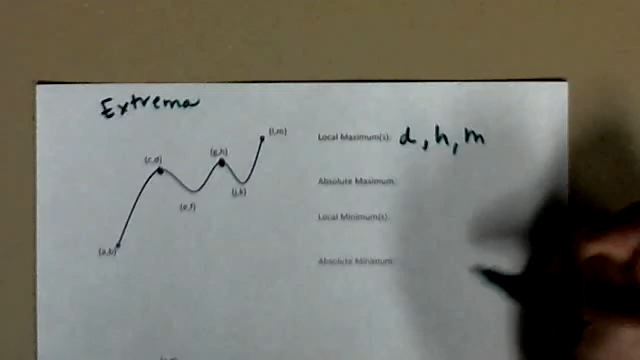 Extrema
(l,m)
Local Maximum(s): d, h, m
(c,d)
(g,h)
Absolute Maximum:
(j,k)
(e,f)
Local Minimum(s):
(a,b)
Absolute Minimum: